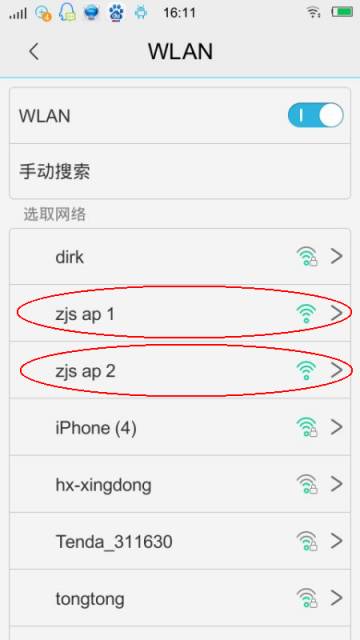 16:11
WLAN
WLAN
手动搜索
选取网络
dirk
zjs ap 1
zjs ap 2
iPhone (4)
hx-xingdong
Tenda_311630
tongtong